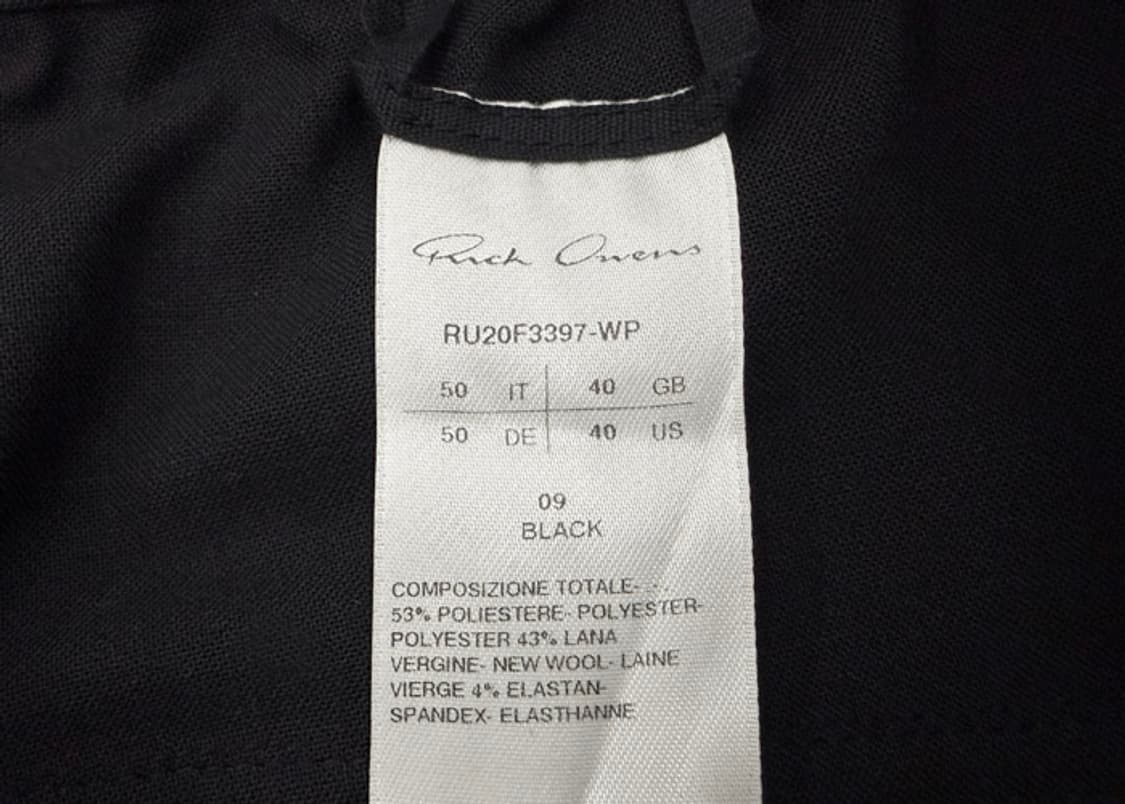 Rick Owens
RU20F3397-WP
50 IT 40 GB
50 DE 40 US
09
BLACK
COMPOSIZIONE TOTALE- -
53% POLIESTERE- POLYESTER-
POLYESTER 43% LANA
VERGINE- NEW WOOL- LAINE
VIERGE 4% ELASTAN-
SPANDEX- ELASTHANNE